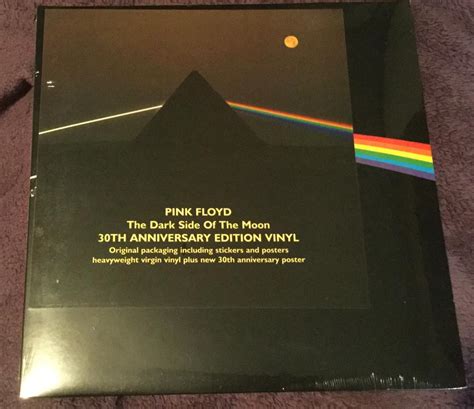 PINK FLOYD
The Dark Side Of The Moon
30TH ANNIVERSARY EDITION VINYL
Original packaging including stickers and posters
heavyweight virgin vinyl plus new 30th anniversary poster